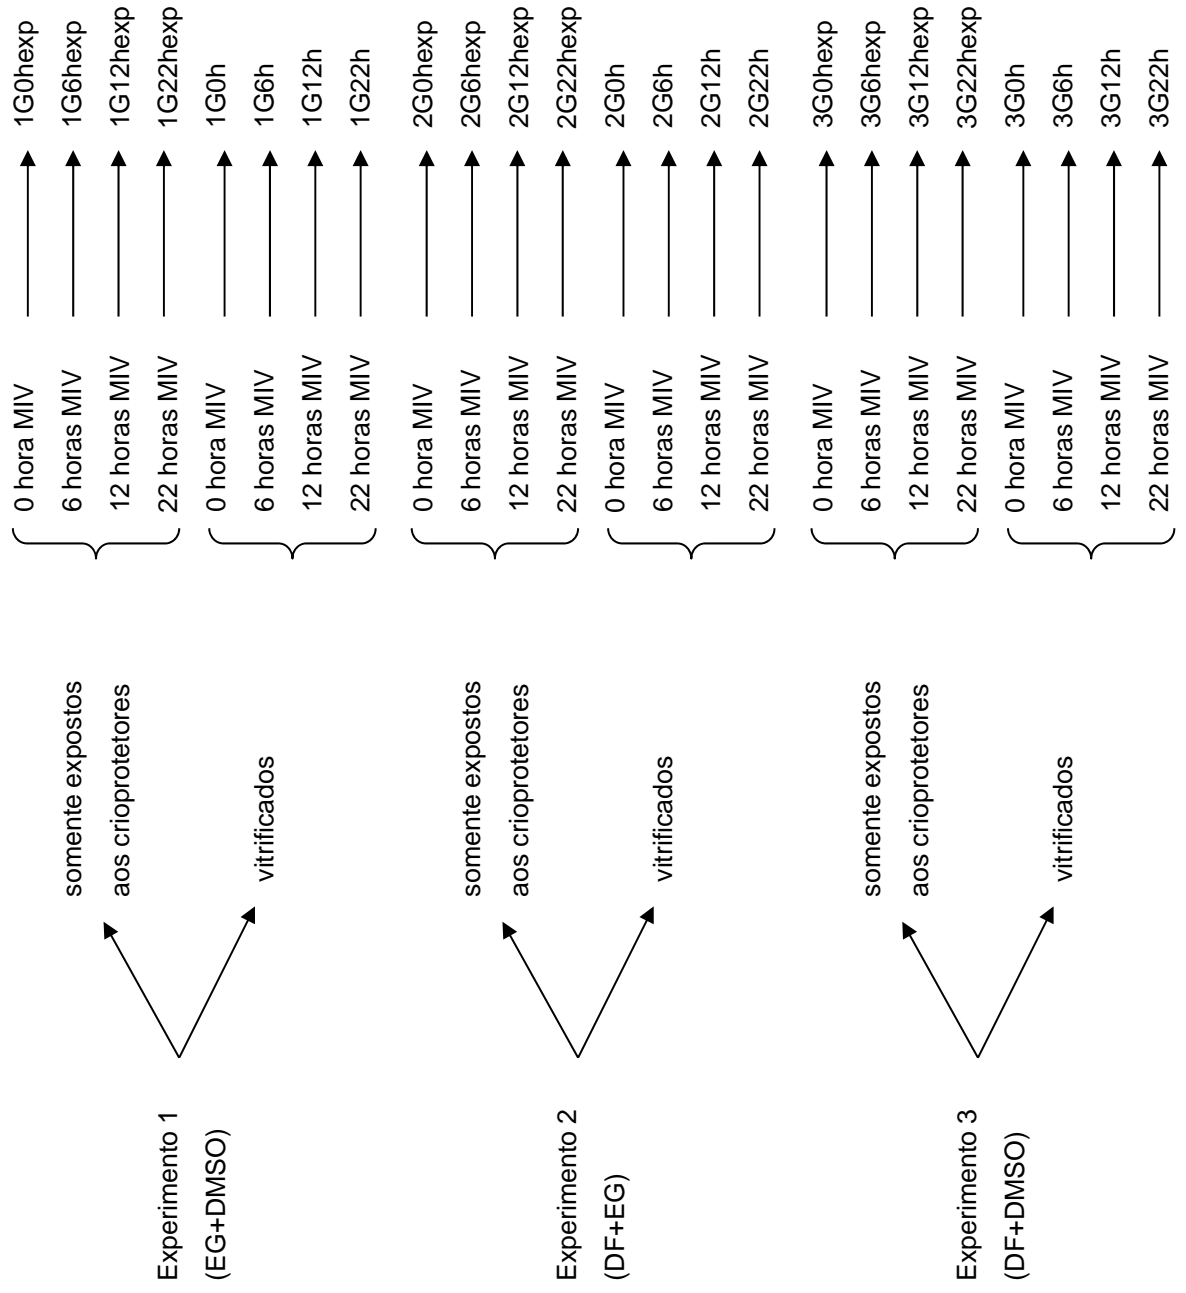 Experimento 1
(EG+DMSO)
somente expostos
aos crioprotetores
0 hora MIV 1G0hexp
6 horas MIV 1G6hexp
12 horas MIV 1G12hexp
22 horas MIV 1G22hexp
vitrificados
0 hora MIV 1G0h
6 horas MIV 1G6h
12 horas MIV 1G12h
22 horas MIV 1G22h
Experimento 2
(DF+EG)
somente expostos
aos crioprotetores
0 hora MIV 2G0hexp
6 horas MIV 2G6hexp
12 horas MIV 2G12hexp
22 horas MIV 2G22hexp
vitrificados
0 hora MIV 2G0h
6 horas MIV 2G6h
12 horas MIV 2G12h
22 horas MIV 2G22h
Experimento 3
(DF+DMSO)
somente expostos
aos crioprotetores
0 hora MIV 3G0hexp
6 horas MIV 3G6hexp
12 horas MIV 3G12hexp
22 horas MIV 3G22hexp
vitrificados
0 hora MIV 3G0h
6 horas MIV 3G6h
12 horas MIV 3G12h
22 horas MIV 3G22h